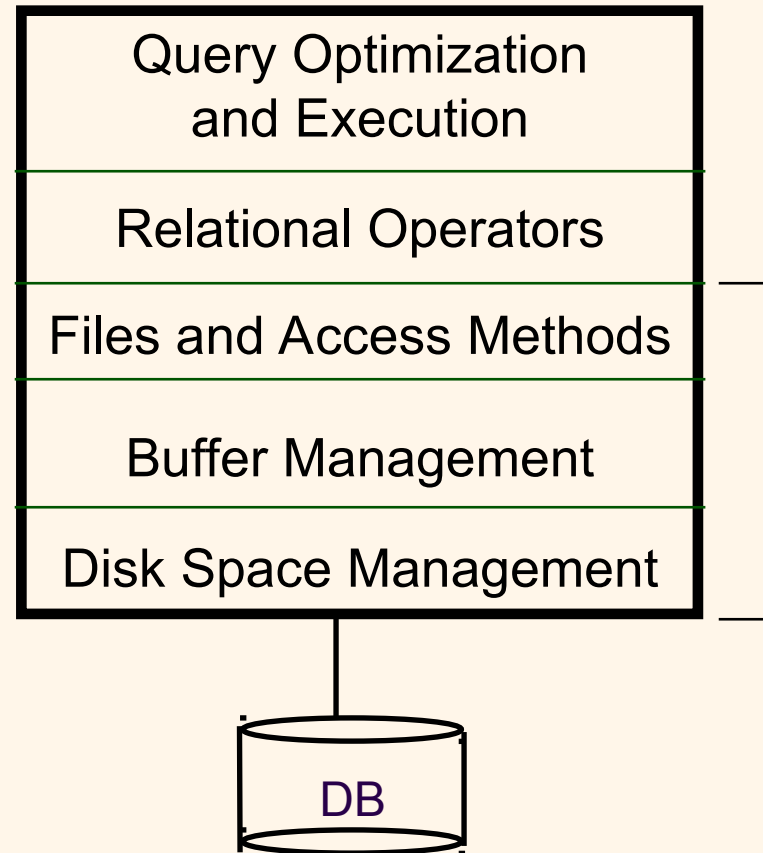 Query Optimization
and Execution
Relational Operators
Files and Access Methods
Buffer Management
Disk Space Management
DB